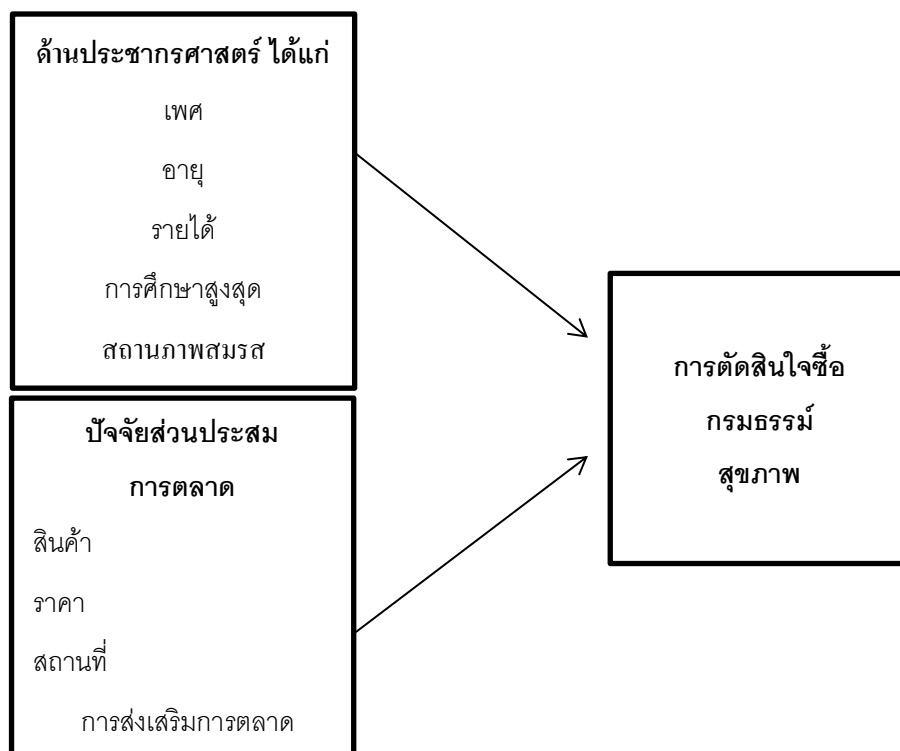 ด้านประชากรศาสตร์ ได้แก่
เพศ
อายุ
รายได้
การศึกษาสูงสุด
สถานภาพสมรส
ปัจจัยส่วนประสม
การตลาด
สินค้า
ราคา
สถานที่
การส่งเสริมการตลาด
การตัดสินใจซื้อ
กรมธรรม์
สุขภาพ